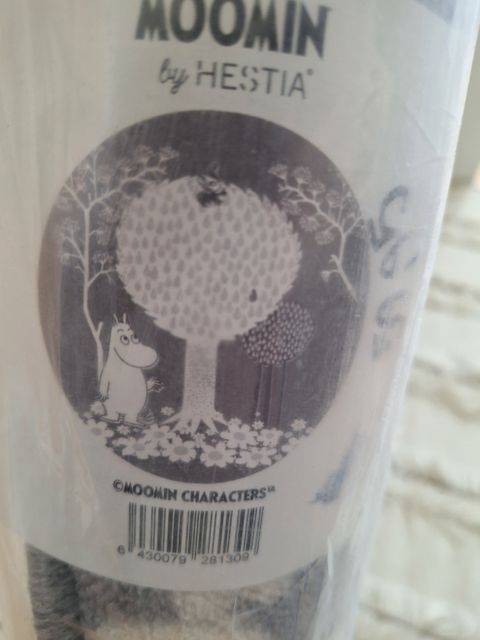 MOOMIN
by HESTIA®
©MOOMIN CHARACTERS™
6 430079 281309